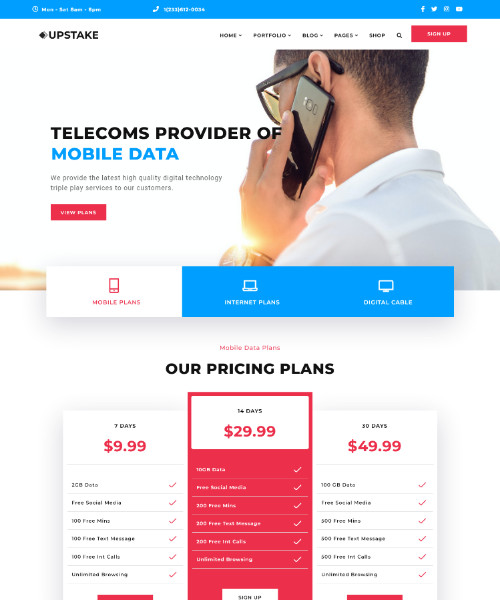 Mon - Sat 8am - 5pm
1(253)612-0034
UPSTAKE
HOME
PORTFOLIO
BLOG
PAGES
SHOP
SIGN UP
TELECOMS PROVIDER OF
MOBILE DATA
We provide the latest high quality digital technology
triple play services to our customers.
VIEW PLANS
MOBILE PLANS
INTERNET PLANS
DIGITAL CABLE
Mobile Data Plans
OUR PRICING PLANS
7 DAYS
$9.99
2GB Data
Free Social Media
100 Free Mins
100 Free Text Message
100 Free Int Calls
Unlimited Browsing
14 DAYS
$29.99
10GB Data
Free Social Media
200 Free Mins
200 Free Text Message
200 Free Int Calls
Unlimited Browsing
SIGN UP
30 DAYS
$49.99
100 GB Data
Free Social Media
500 Free Mins
500 Free Text Message
500 Free Int Calls
Unlimited Browsing